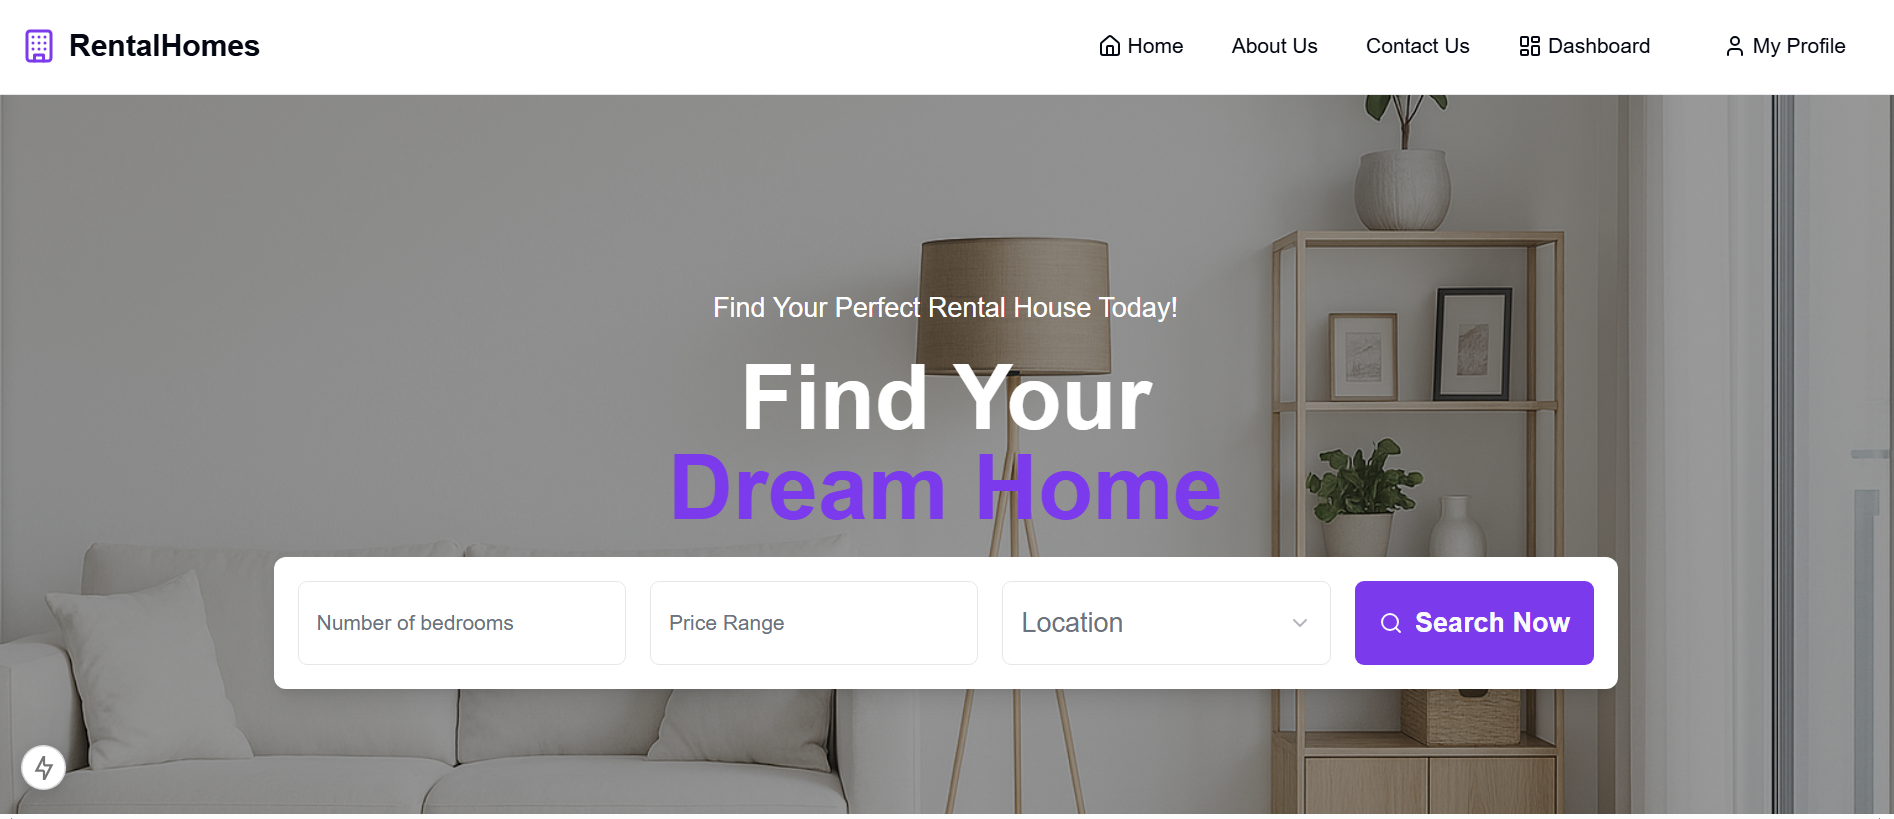 RentalHomes
Home
About Us
Contact Us
Dashboard
My Profile
Find Your Perfect Rental House Today!
Find Your
Dream Home
Number of bedrooms
Price Range
Location
Search Now